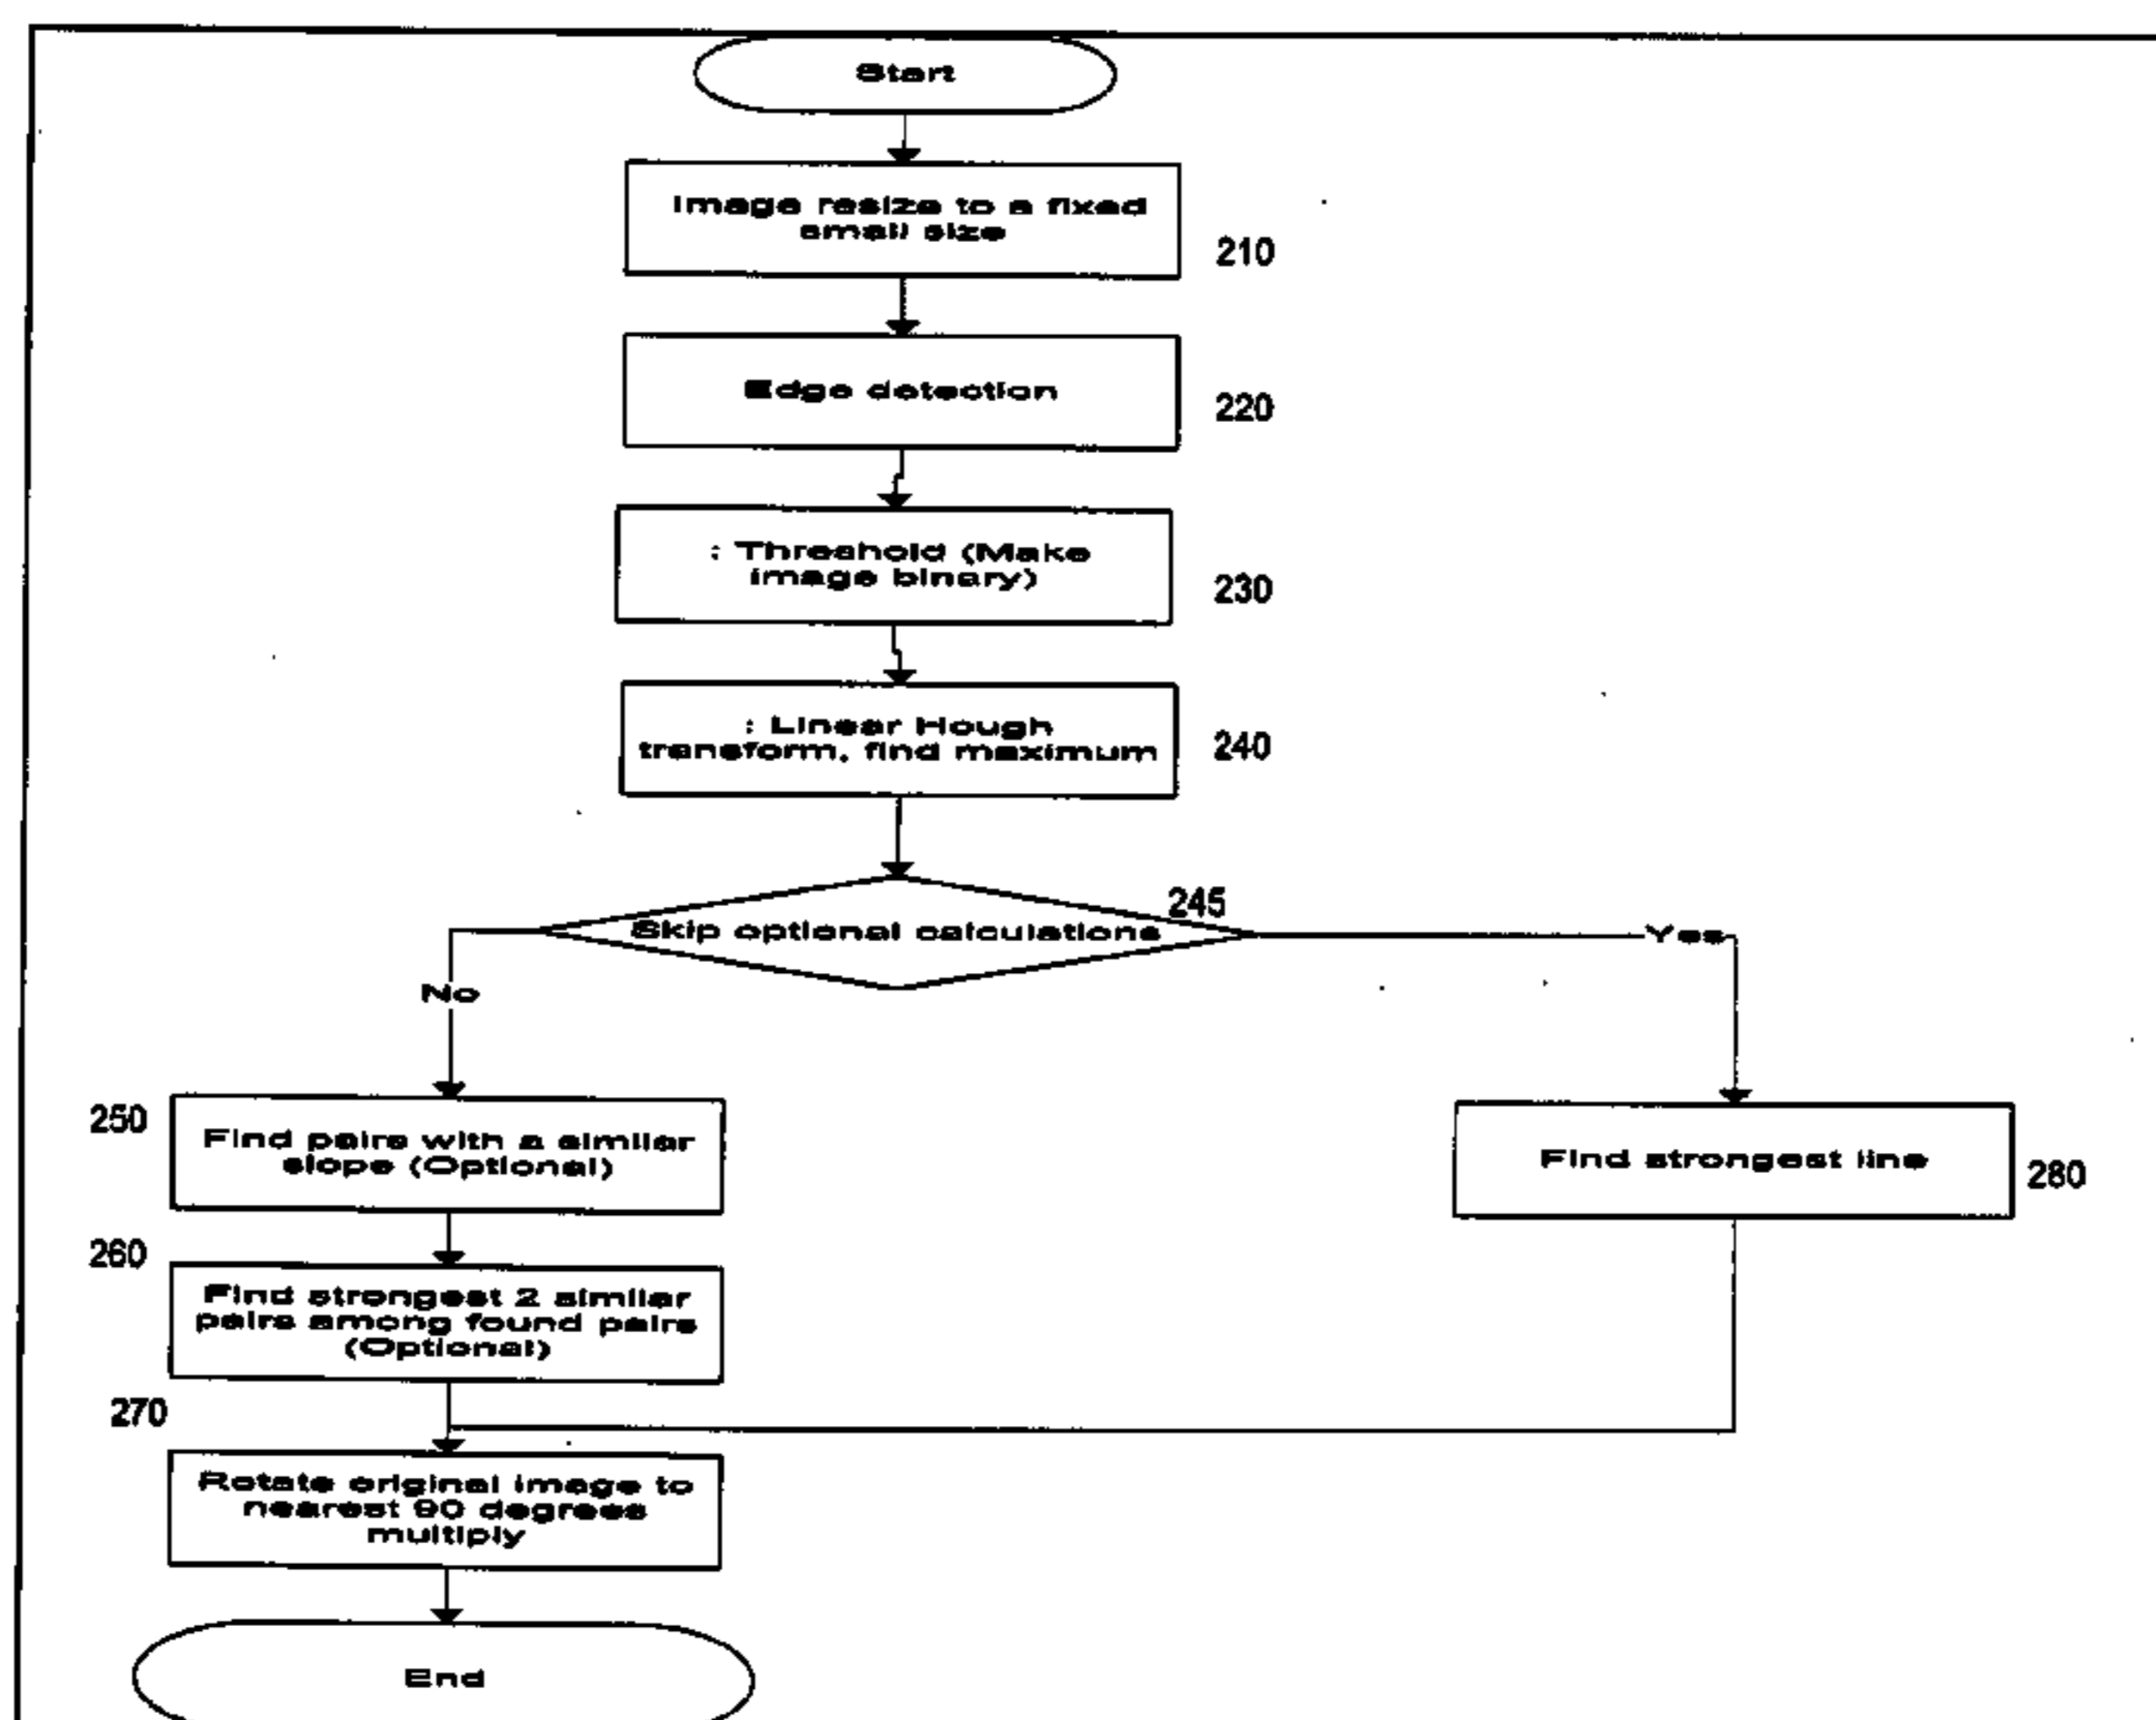 Start
Image resize to a fixed
small size
210
Edge detection
220
: Threshold (Make
image binary)
230
: Linear Hough
transform, find maximum
240
245
Skip optional calculations
Yes
No
250
Find pairs with a similar
slope (Optional)
Find strongest line
280
260
Find strongest 2 similar
pairs among found pairs
(Optional)
270
Rotate original image to
nearest 90 degrees
multiply
End